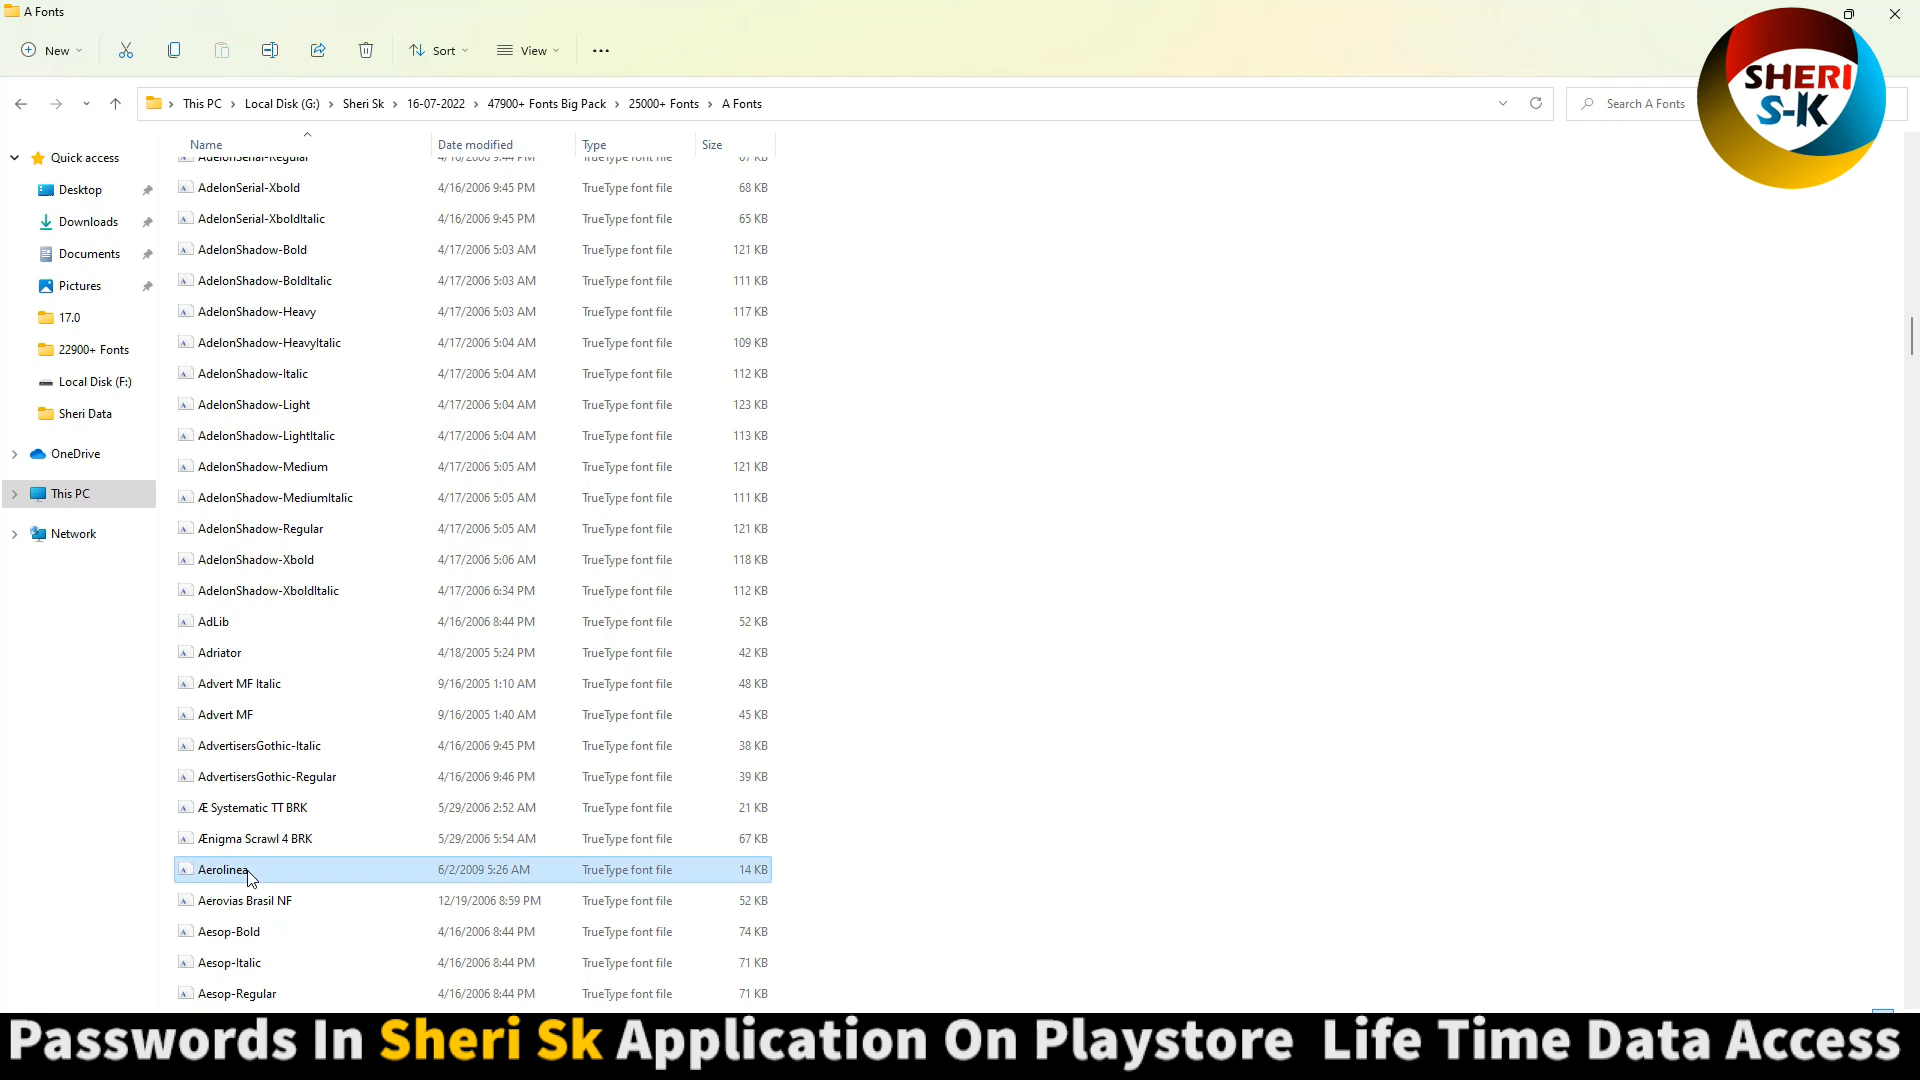 A Fonts
New
Sort
View
This PC > Local Disk (G:) > Sheri Sk > 16-07-2022 > 47900+ Fonts Big Pack > 25000+ Fonts > A Fonts
Search A Fonts
SHERI
S-K
Quick access
Desktop
Downloads
Documents
Pictures
17.0
22900+ Fonts
Local Disk (F:)
Sheri Data
OneDrive
This PC
Network
Name Date modified Type Size
AdelonSerial-Xbold 4/16/2006 9:45 PM TrueType font file 68 KB
AdelonSerial-XboldItalic 4/16/2006 9:45 PM TrueType font file 65 KB
AdelonShadow-Bold 4/17/2006 5:03 AM TrueType font file 121 KB
AdelonShadow-BoldItalic 4/17/2006 5:03 AM TrueType font file 111 KB
AdelonShadow-Heavy 4/17/2006 5:03 AM TrueType font file 117 KB
AdelonShadow-HeavyItalic 4/17/2006 5:04 AM TrueType font file 109 KB
AdelonShadow-Italic 4/17/2006 5:04 AM TrueType font file 112 KB
AdelonShadow-Light 4/17/2006 5:04 AM TrueType font file 123 KB
AdelonShadow-LightItalic 4/17/2006 5:04 AM TrueType font file 113 KB
AdelonShadow-Medium 4/17/2006 5:05 AM TrueType font file 121 KB
AdelonShadow-MediumItalic 4/17/2006 5:05 AM TrueType font file 111 KB
AdelonShadow-Regular 4/17/2006 5:05 AM TrueType font file 121 KB
AdelonShadow-Xbold 4/17/2006 5:06 AM TrueType font file 118 KB
AdelonShadow-XboldItalic 4/17/2006 6:34 PM TrueType font file 112 KB
AdLib 4/16/2006 8:44 PM TrueType font file 52 KB
Adriator 4/18/2005 5:24 PM TrueType font file 42 KB
Advert MF Italic 9/16/2005 1:10 AM TrueType font file 48 KB
Advert MF 9/16/2005 1:40 AM TrueType font file 45 KB
AdvertisersGothic-Italic 4/16/2006 9:45 PM TrueType font file 38 KB
AdvertisersGothic-Regular 4/16/2006 9:46 PM TrueType font file 39 KB
Æ Systematic TT BRK 5/29/2006 2:52 AM TrueType font file 21 KB
Ænigma Scrawl 4 BRK 5/29/2006 5:54 AM TrueType font file 67 KB
Aerolinea 6/2/2009 5:26 AM TrueType font file 14 KB
Aerovias Brasil NF 12/19/2006 8:59 PM TrueType font file 52 KB
Aesop-Bold 4/16/2006 8:44 PM TrueType font file 74 KB
Aesop-Italic 4/16/2006 8:44 PM TrueType font file 71 KB
Aesop-Regular 4/16/2006 8:44 PM TrueType font file 71 KB
Passwords In Sheri Sk Application On Playstore Life Time Data Access